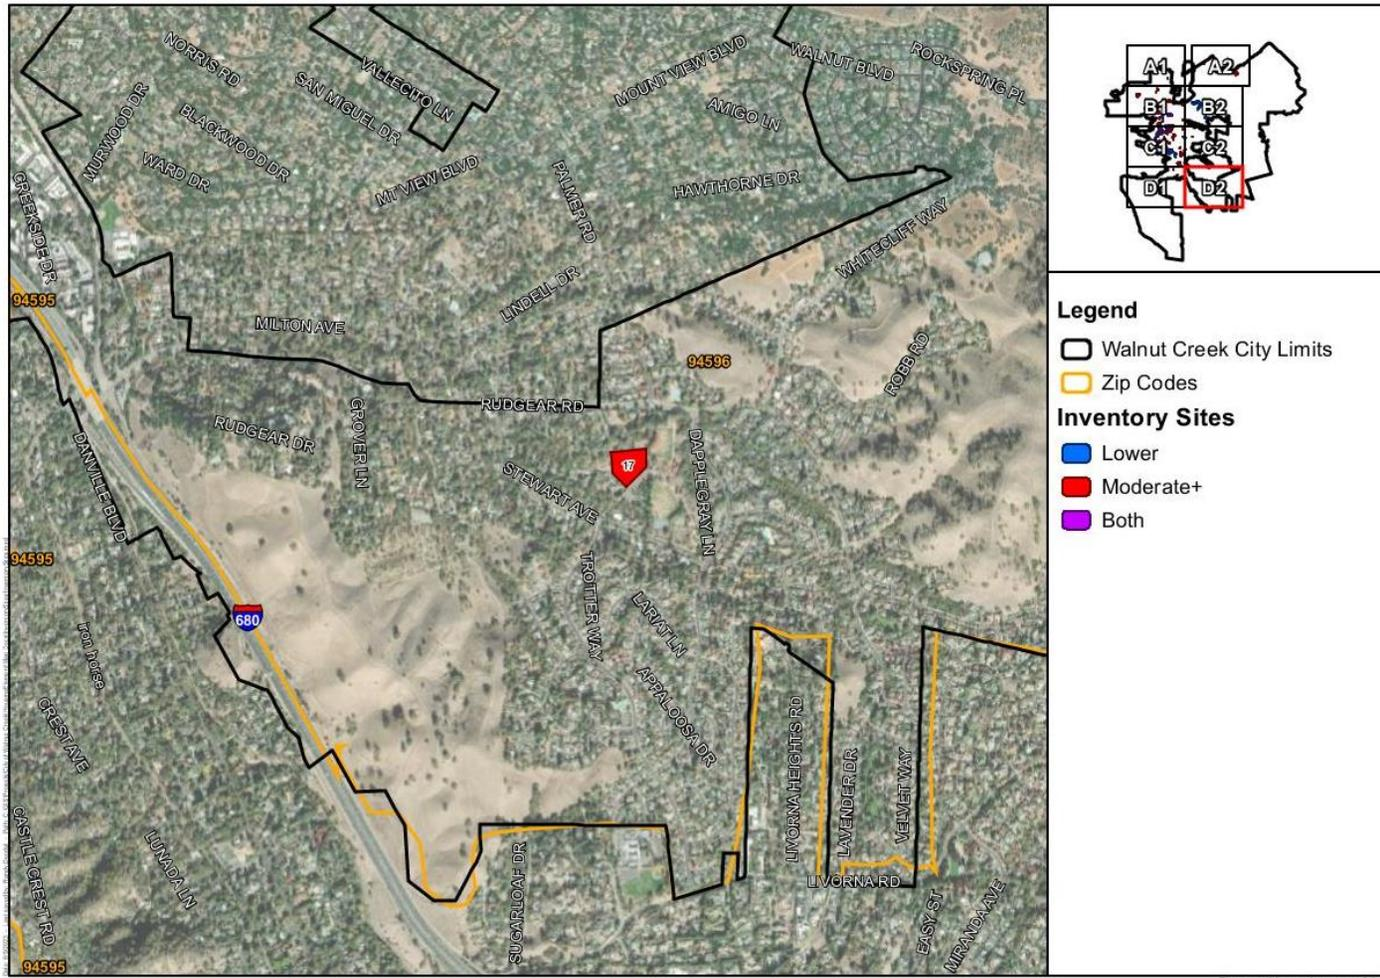 NORRIS RD
VALLECITO LN
SAN MIGUEL DR
MURWOOD DR
BLACKWOOD DR
WARD DR
MT VIEW BLVD
MOUNT VIEW BLVD
AMIGO LN
WALNUT BLVD
ROCKSPRING PL
PALMER RD
HAWTHORNE DR
WHITECLIFF WAY
CREEKSIDE DR
94595
MILTON AVE
LINDELL DR
94596
ROBB RD
RUDGEAR RD
RUDGEAR DR
GROVER LN
DANVILLE BLVD
STEWART AVE
17
DAPPLEGRAY LN
94595
680
TROTTER WAY
LARIAT LN
APPALOOSA DR
iron horse
CREST AVE
LIVORNA HEIGHTS RD
LAVENDER DR
VELVET WAY
CASTLE CREST RD
LUNADA LN
SUGARLOAF DR
LIVORNA RD
EASY ST
MIRANDA AVE
94595
A1
A2
B1
B2
C1
C2
D1
D2
Legend
Walnut Creek City Limits
Zip Codes
Inventory Sites
Lower
Moderate+
Both